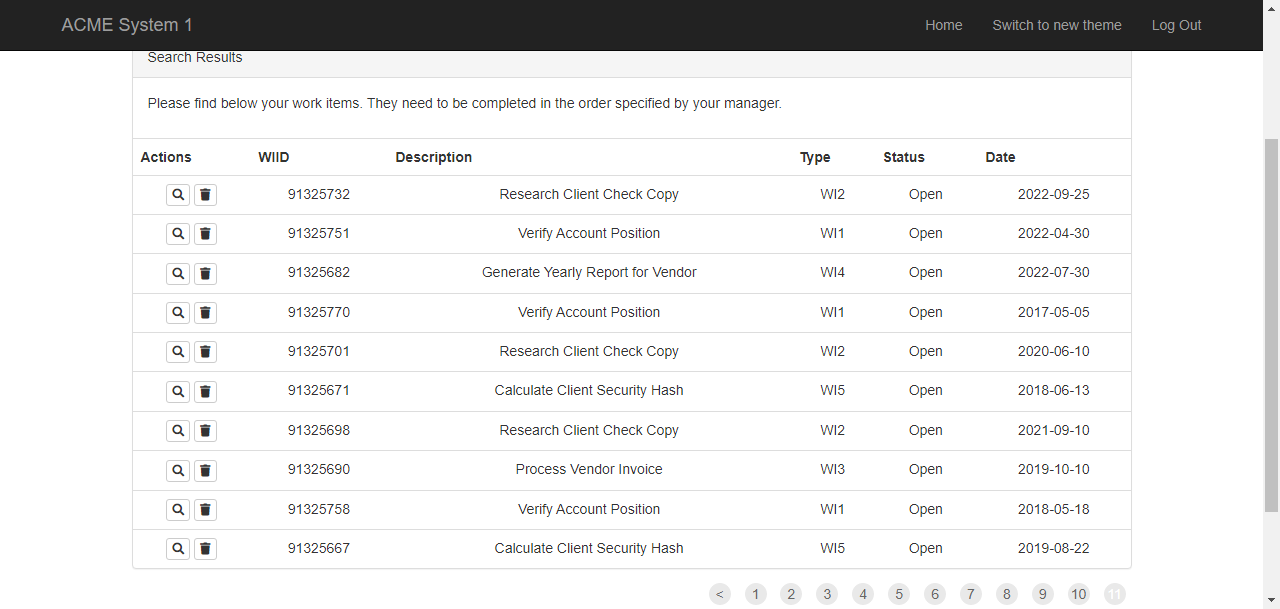 ACME System 1 Home Switch to new theme Log Out
Search Results
Please find below your work items. They need to be completed in the order specified by your manager.
Actions WIID Description Type Status Date
91325732 Research Client Check Copy WI2 Open 2022-09-25
91325751 Verify Account Position WI1 Open 2022-04-30
91325682 Generate Yearly Report for Vendor WI4 Open 2022-07-30
91325770 Verify Account Position WI1 Open 2017-05-05
91325701 Research Client Check Copy WI2 Open 2020-06-10
91325671 Calculate Client Security Hash WI5 Open 2018-06-13
91325698 Research Client Check Copy WI2 Open 2021-09-10
91325690 Process Vendor Invoice WI3 Open 2019-10-10
91325758 Verify Account Position WI1 Open 2018-05-18
91325667 Calculate Client Security Hash WI5 Open 2019-08-22
< 1 2 3 4 5 6 7 8 9 10 11